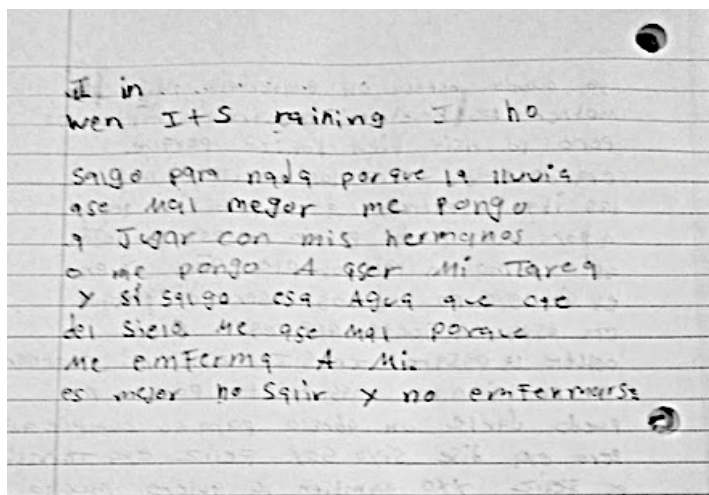 I in
wen I+S raining I no
salgo para nada porque la lluvia
ase mal megor me pongo
a Jugar con mis hermanos
o me pongo A aser Mi Tarea
y si salgo esa Agua que cae
del sielo Me ase mal porque
Me emferma A Mi.
es mejor no Salir y no emfermarse